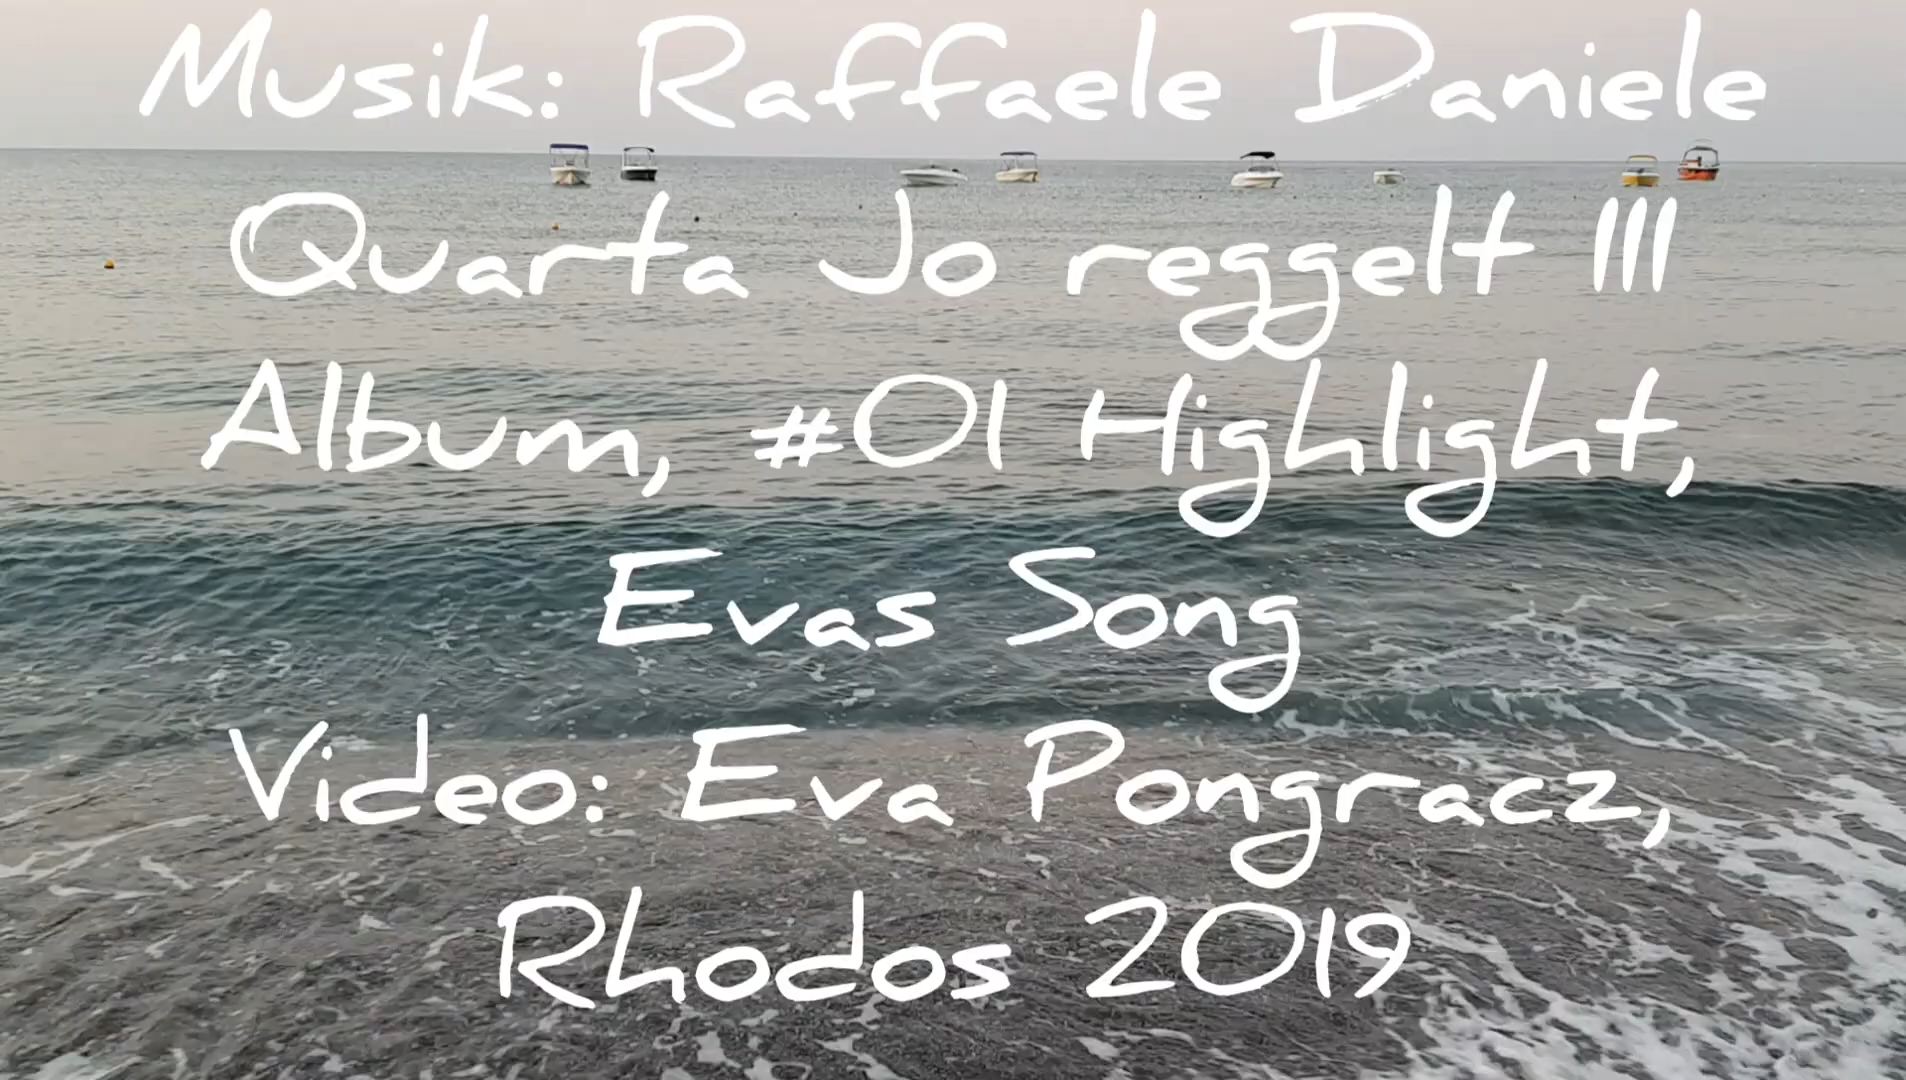 Musik: Raffaele Daniele
Quarta Jo reggelt III
Album, #01 Highlight,
Evas Song
Video: Eva Pongracz,
Rhodos 2019